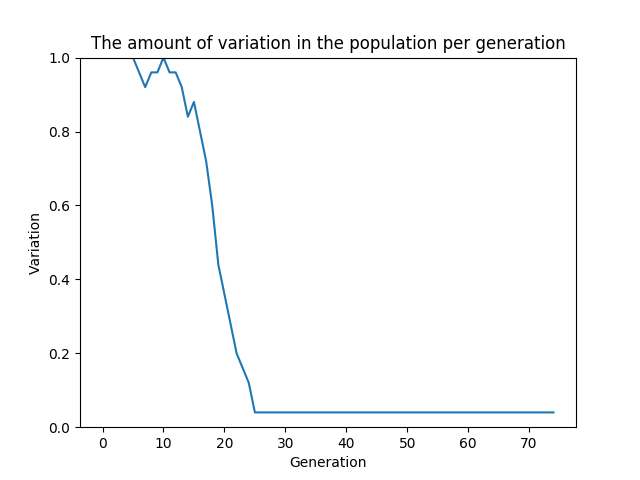 The amount of variation in the population per generation
1.0
0.8
0.6
0.4
0.2
0.0
Variation
0 10 20 30 40 50 60 70
Generation